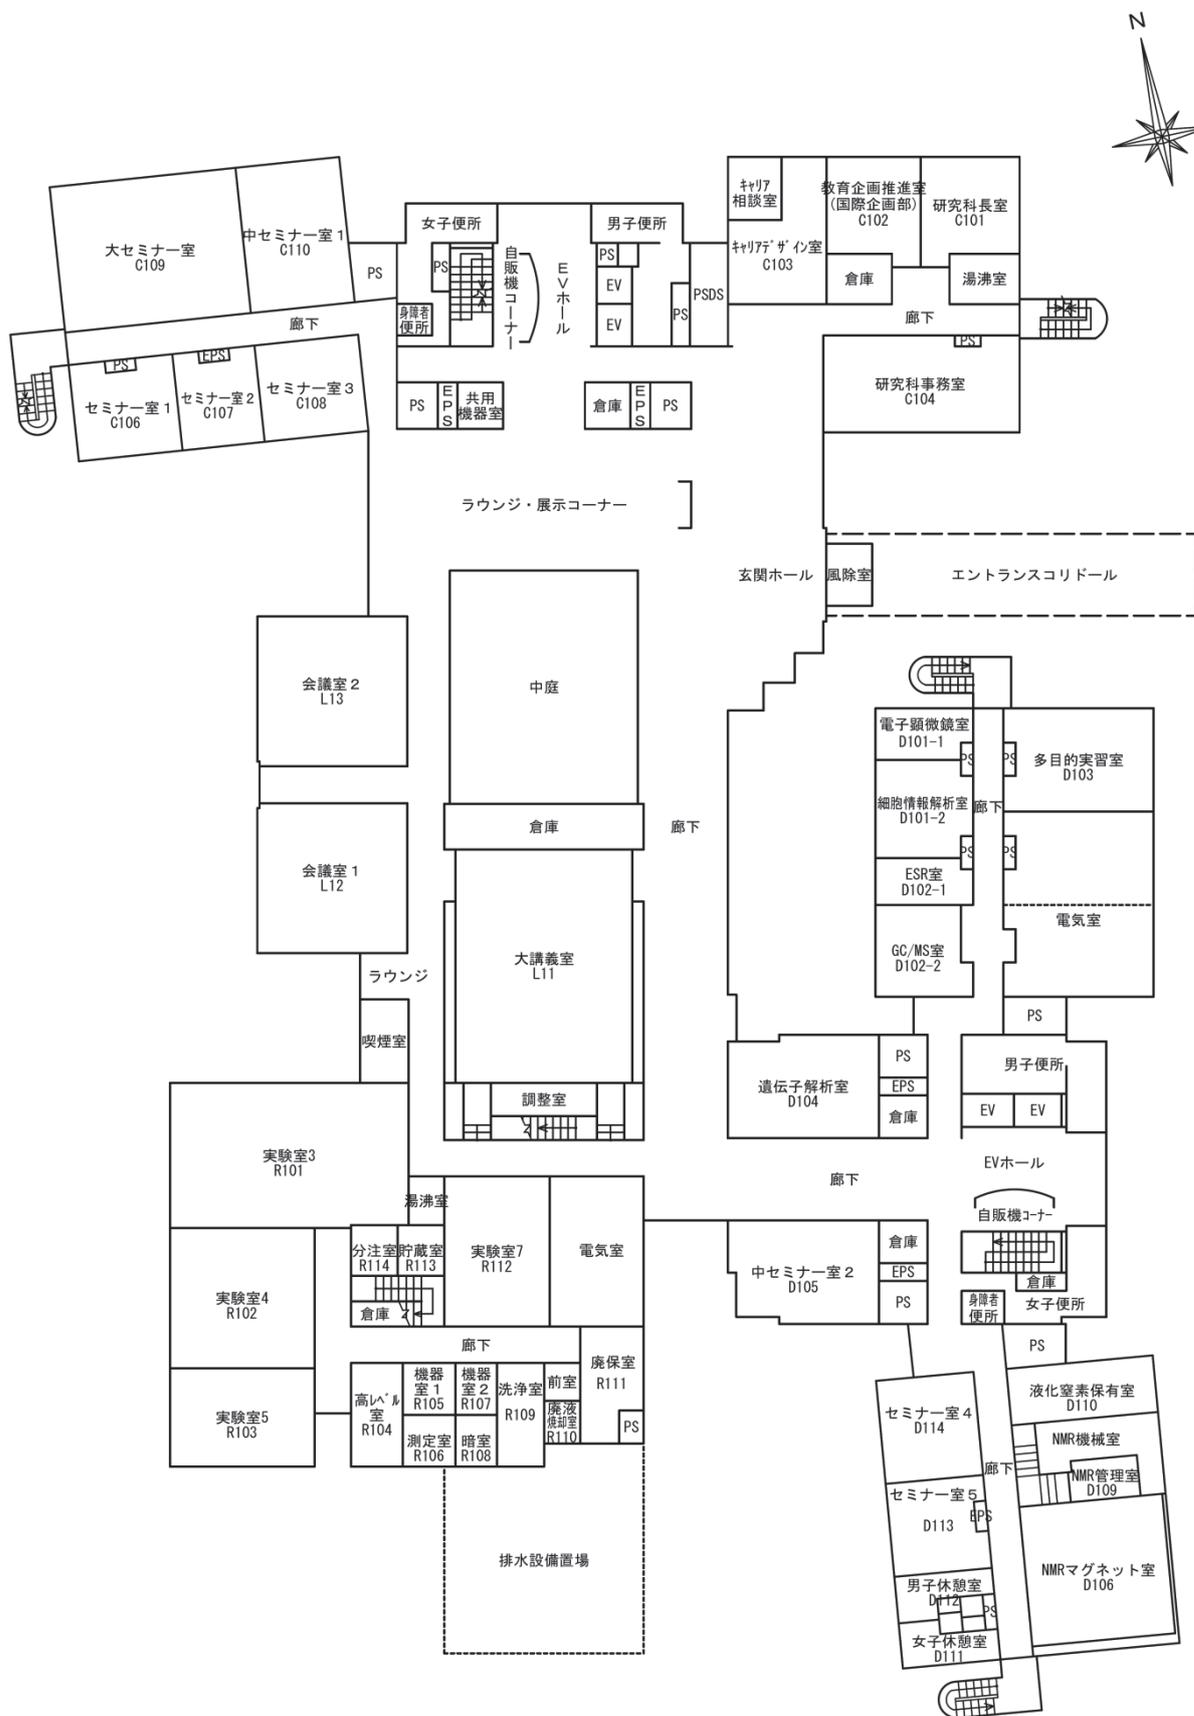 N
大セミナー室
C109
中セミナー室1
C110
PS
廊下
PS
EPS
セミナー室1
C106
セミナー室2
C107
セミナー室3
C108
女子便所
PS
身障者
便所
自販機コーナー
EVホール
男子便所
PS
EV
EV
PS
PSDS
PS
EPS
共用
機器室
倉庫
EPS
PS
キャリア
相談室
キャリアデザイン室
C103
教育企画推進室
(国際企画部)
C102
研究科長室
C101
倉庫
湯沸室
廊下
PS
研究科事務室
C104
ラウンジ・展示コーナー
玄関ホール
風除室
エントランスコリドール
会議室2
L13
中庭
会議室1
L12
倉庫
廊下
大講義室
L11
ラウンジ
喫煙室
調整室
電子顕微鏡室
D101-1
PS
PS
多目的実習室
D103
細胞情報解析室
D101-2
廊下
PS
PS
ESR室
D102-1
電気室
GC/MS室
D102-2
PS
遺伝子解析室
D104
PS
EPS
倉庫
男子便所
EV
EV
EVホール
廊下
自販機コーナー
実験室3
R101
湯沸室
分注室
R114
貯蔵室
R113
実験室7
R112
電気室
倉庫
実験室4
R102
廊下
実験室5
R103
高レベル
室
R104
機器
室1
R105
機器
室2
R107
測定室
R106
暗室
R108
洗浄室
R109
前室
廃液
焼却室
R110
廃保室
R111
PS
排水設備置場
中セミナー室2
D105
倉庫
EPS
PS
倉庫
身障者
便所
女子便所
PS
セミナー室4
D114
液化窒素保有室
D110
NMR機械室
廊下
NMR管理室
D109
セミナー室5
D113
EPS
NMRマグネット室
D106
男子休憩室
D112
PS
女子休憩室
D111